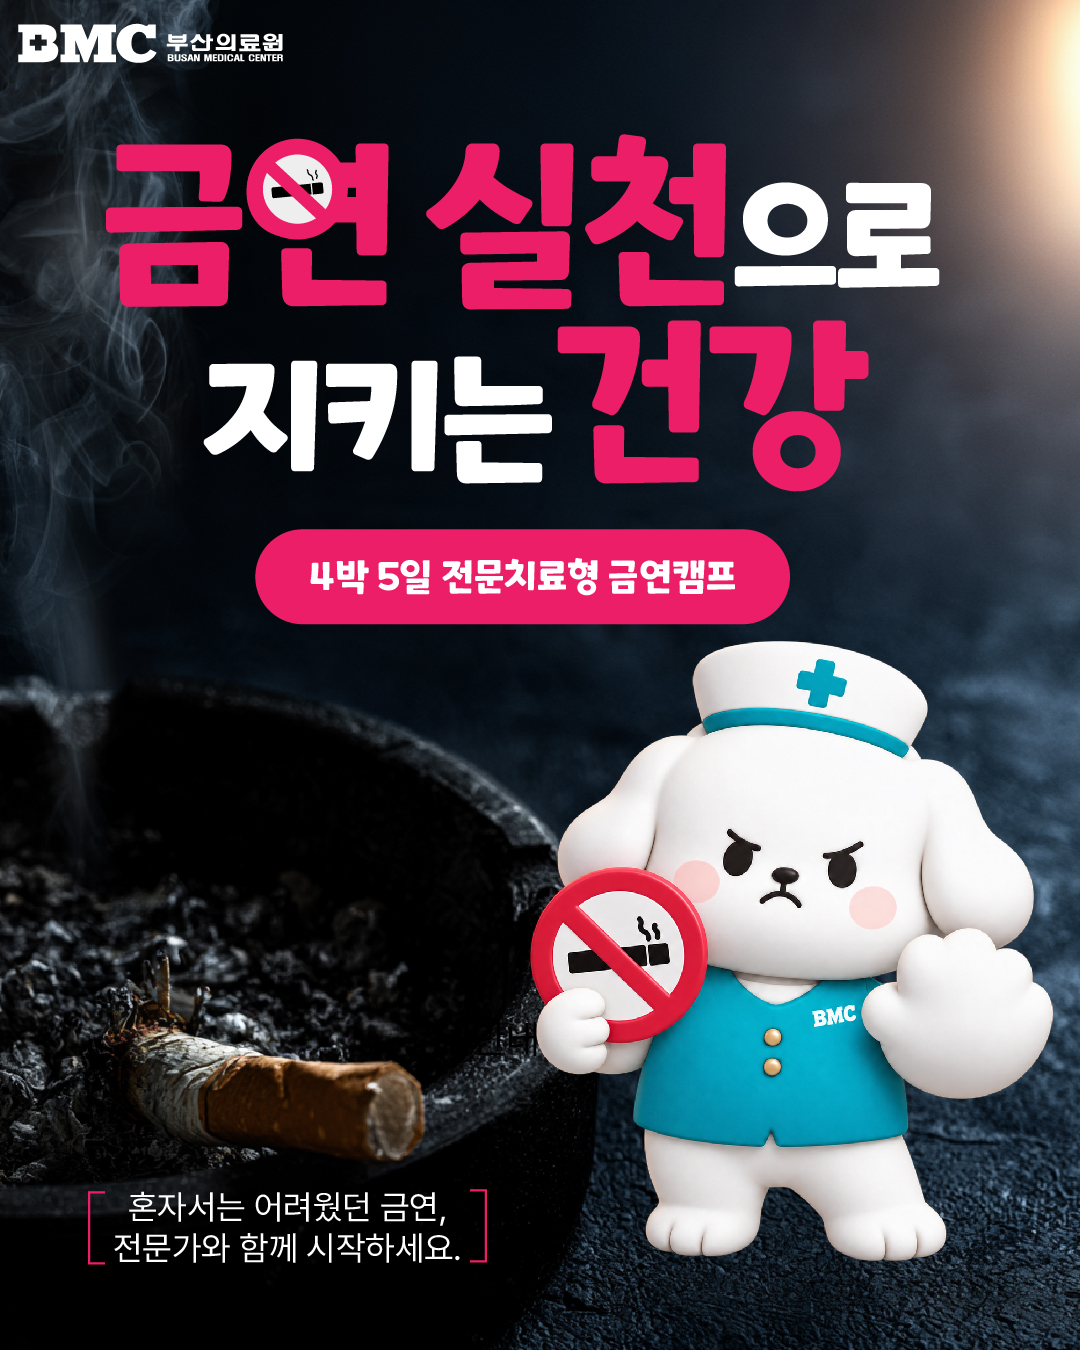 BMC 부산의료원
BUSAN MEDICAL CENTER
금연 실천으로
지키는 건강
4박 5일 전문치료형 금연캠프
BMC
혼자서는 어려웠던 금연,
전문가와 함께 시작하세요.